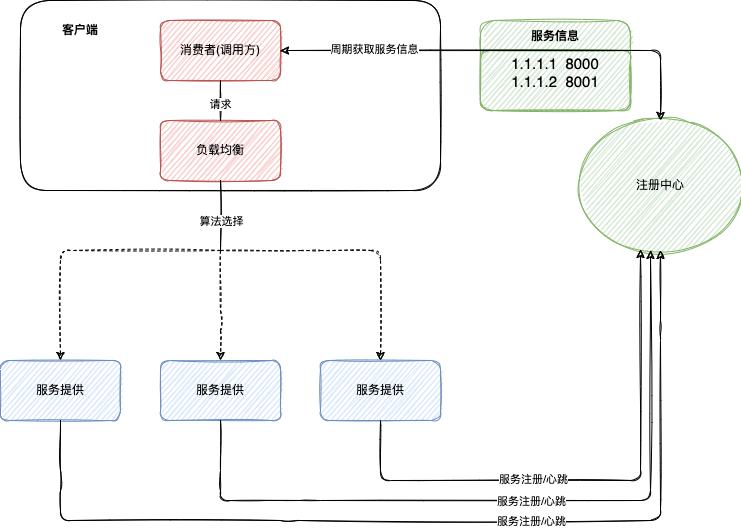 客户端
消费者(调用方)
周期获取服务信息
服务信息
1.1.1.1 8000
1.1.1.2 8001
请求
负载均衡
注册中心
算法选择
服务提供
服务提供
服务提供
服务注册/心跳
服务注册/心跳
服务注册/心跳